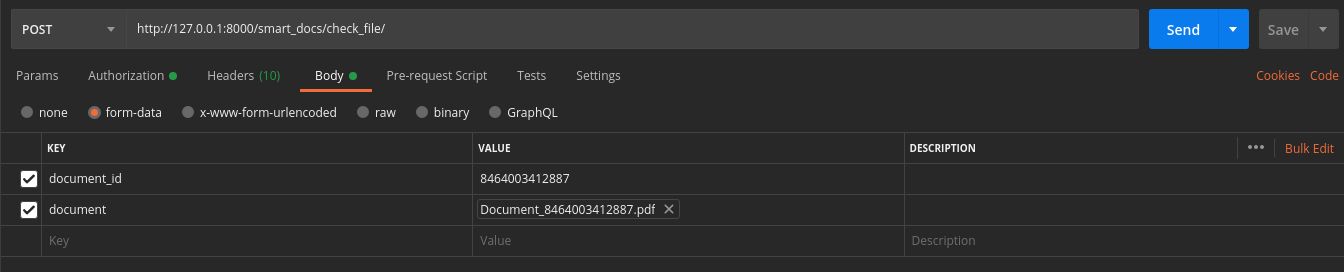 POST http://127.0.0.1:8000/smart_docs/check_file/ Send Save
Params Authorization Headers (10) Body Pre-request Script Tests Settings Cookies Code
none form-data x-www-form-urlencoded raw binary GraphQL
KEY VALUE DESCRIPTION ••• Bulk Edit
document_id 8464003412887
document Document_8464003412887.pdf
Key Value Description